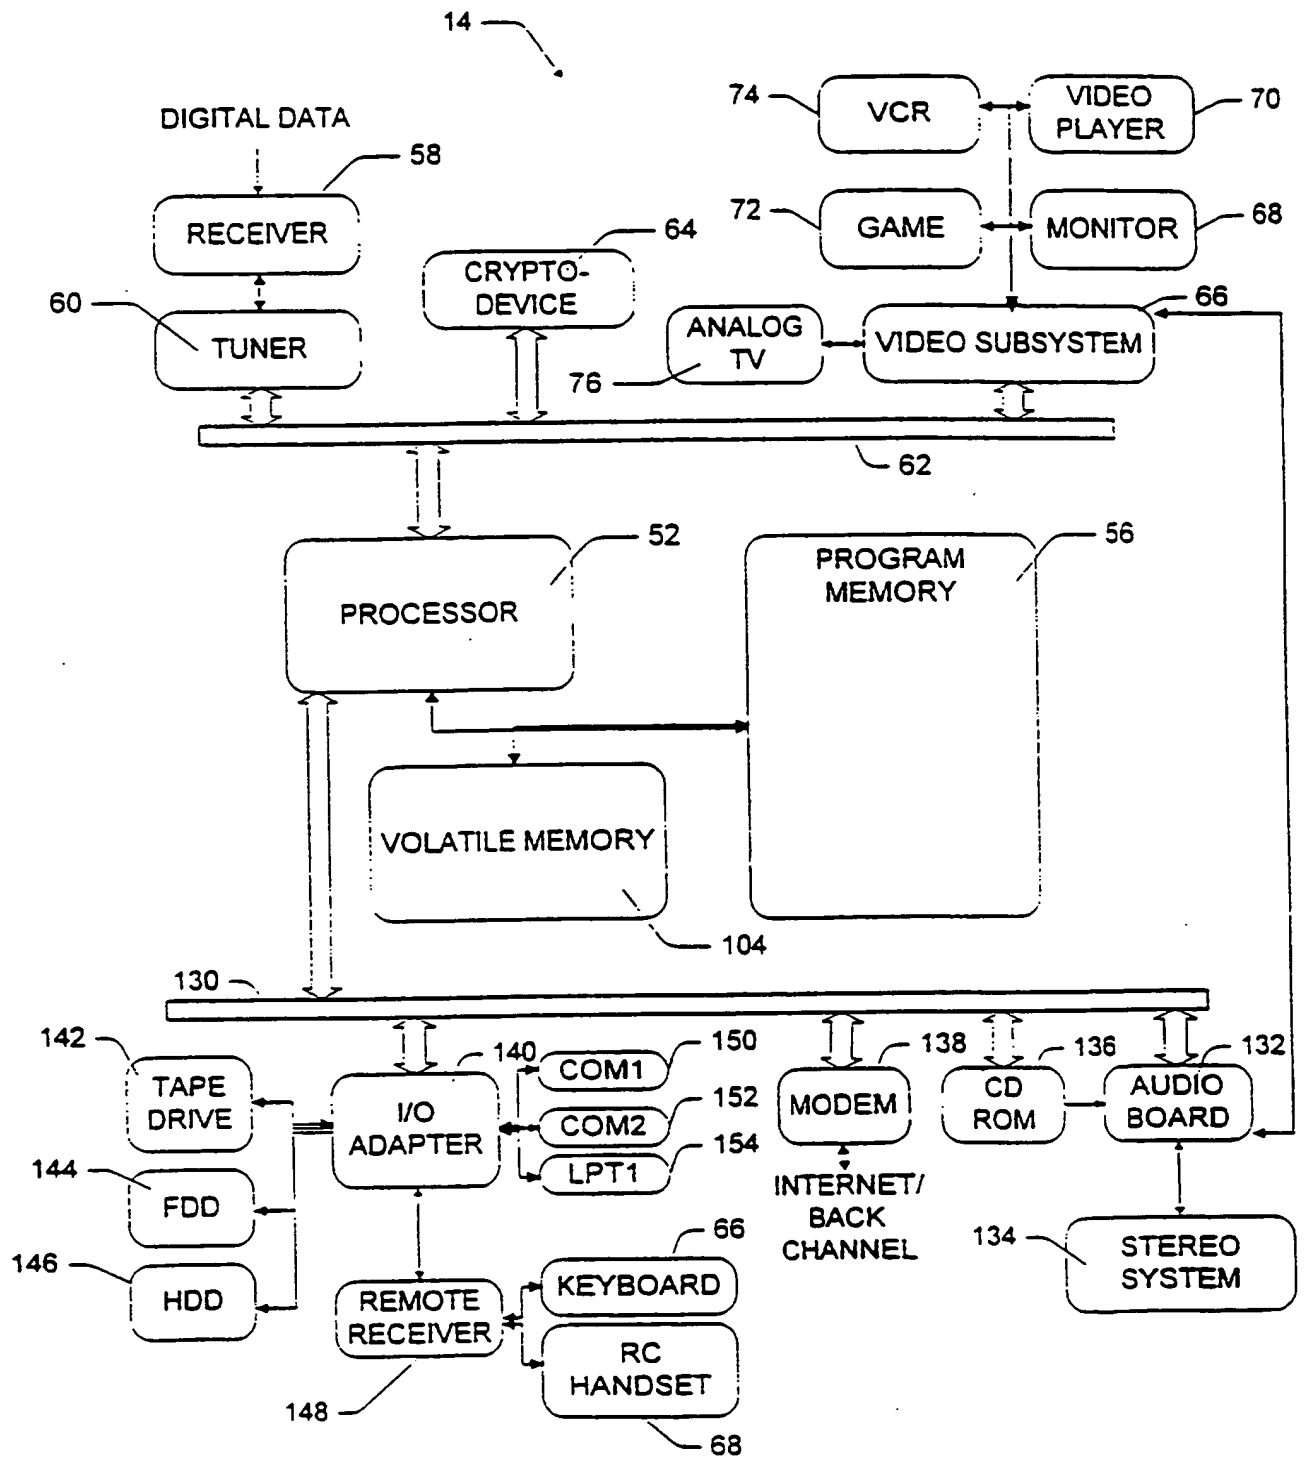 14
DIGITAL DATA
58
RECEIVER
60
TUNER
64
CRYPTO-
DEVICE
74
VCR
VIDEO
PLAYER
70
72
GAME
MONITOR
68
66
ANALOG
TV
76
VIDEO SUBSYSTEM
62
52
PROCESSOR
PROGRAM
MEMORY
56
VOLATILE MEMORY
104
130
142
TAPE
DRIVE
144
FDD
146
HDD
140
I/O
ADAPTER
COM1
150
COM2
152
LPT1
154
138
MODEM
INTERNET/
BACK
CHANNEL
136
CD
ROM
132
AUDIO
BOARD
134
STEREO
SYSTEM
REMOTE
RECEIVER
148
66
KEYBOARD
RC
HANDSET
68